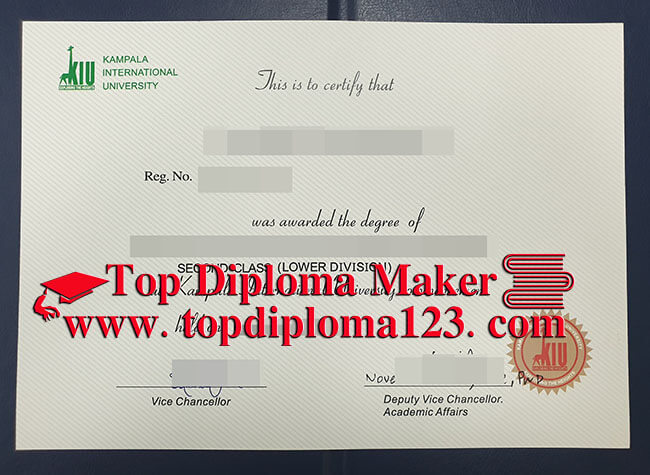 KIU
KAMPALA
INTERNATIONAL
UNIVERSITY
This is to certify that
Reg. No.
was awarded the degree of
SECOND CLASS (LOWER DIVISION)
Top Diploma Maker
www. topdiploma123. com
KIU
Nove
Vice Chancellor
Deputy Vice Chancellor.
Academic Affairs